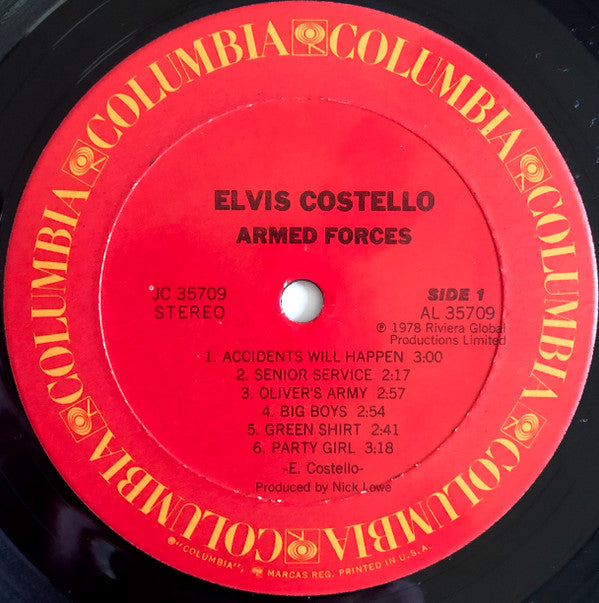 COLUMBIA COLUMBIA COLUMBIA COLUMBIA COLUMBIA COLUMBIA
ELVIS COSTELLO
ARMED FORCES
JC 35709
STEREO
SIDE 1
AL 35709
℗ 1978 Riviera Global
Productions Limited
1. ACCIDENTS WILL HAPPEN 3:00
2. SENIOR SERVICE 2:17
3. OLIVER'S ARMY 2:57
4. BIG BOYS 2:54
5. GREEN SHIRT 2:41
6. PARTY GIRL 3:18
-E. Costello-
Produced by Nick Lowe
®"COLUMBIA", MARCAS REG. PRINTED IN U.S.A.